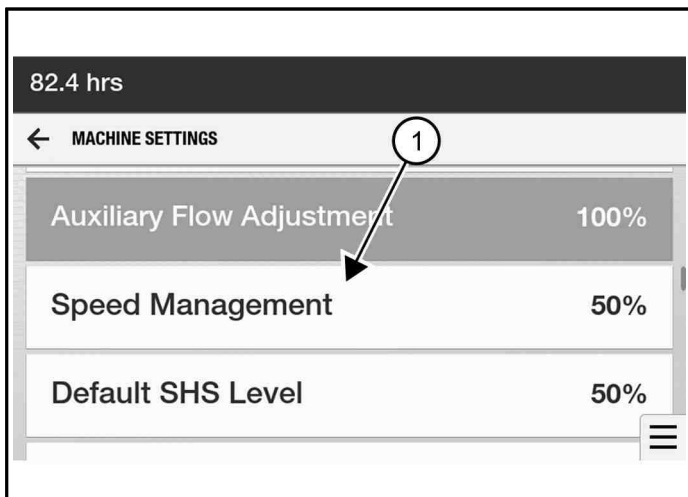 82.4 hrs
MACHINE SETTINGS
1
Auxiliary Flow Adjustment 100%
Speed Management 50%
Default SHS Level 50%